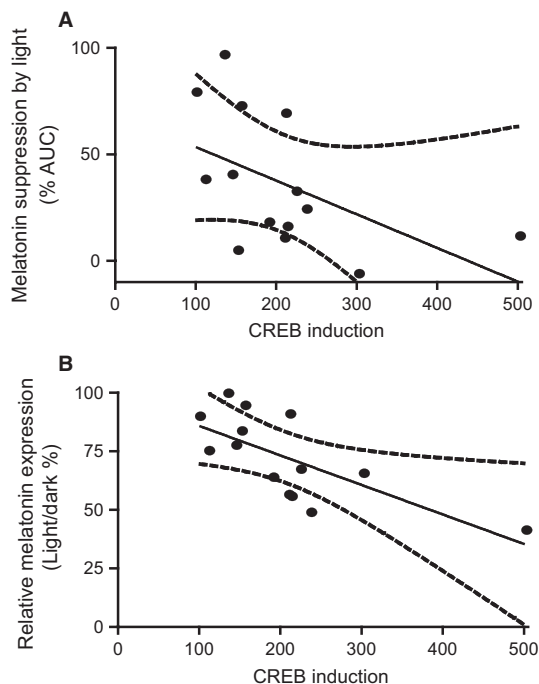 A
Melatonin suppression by light
(% AUC)
100
50
0
0 100 200 300 400 500
CREB induction
B
Relative melatonin expression
(Light/dark %)
100
75
50
25
0
0 100 200 300 400 500
CREB induction